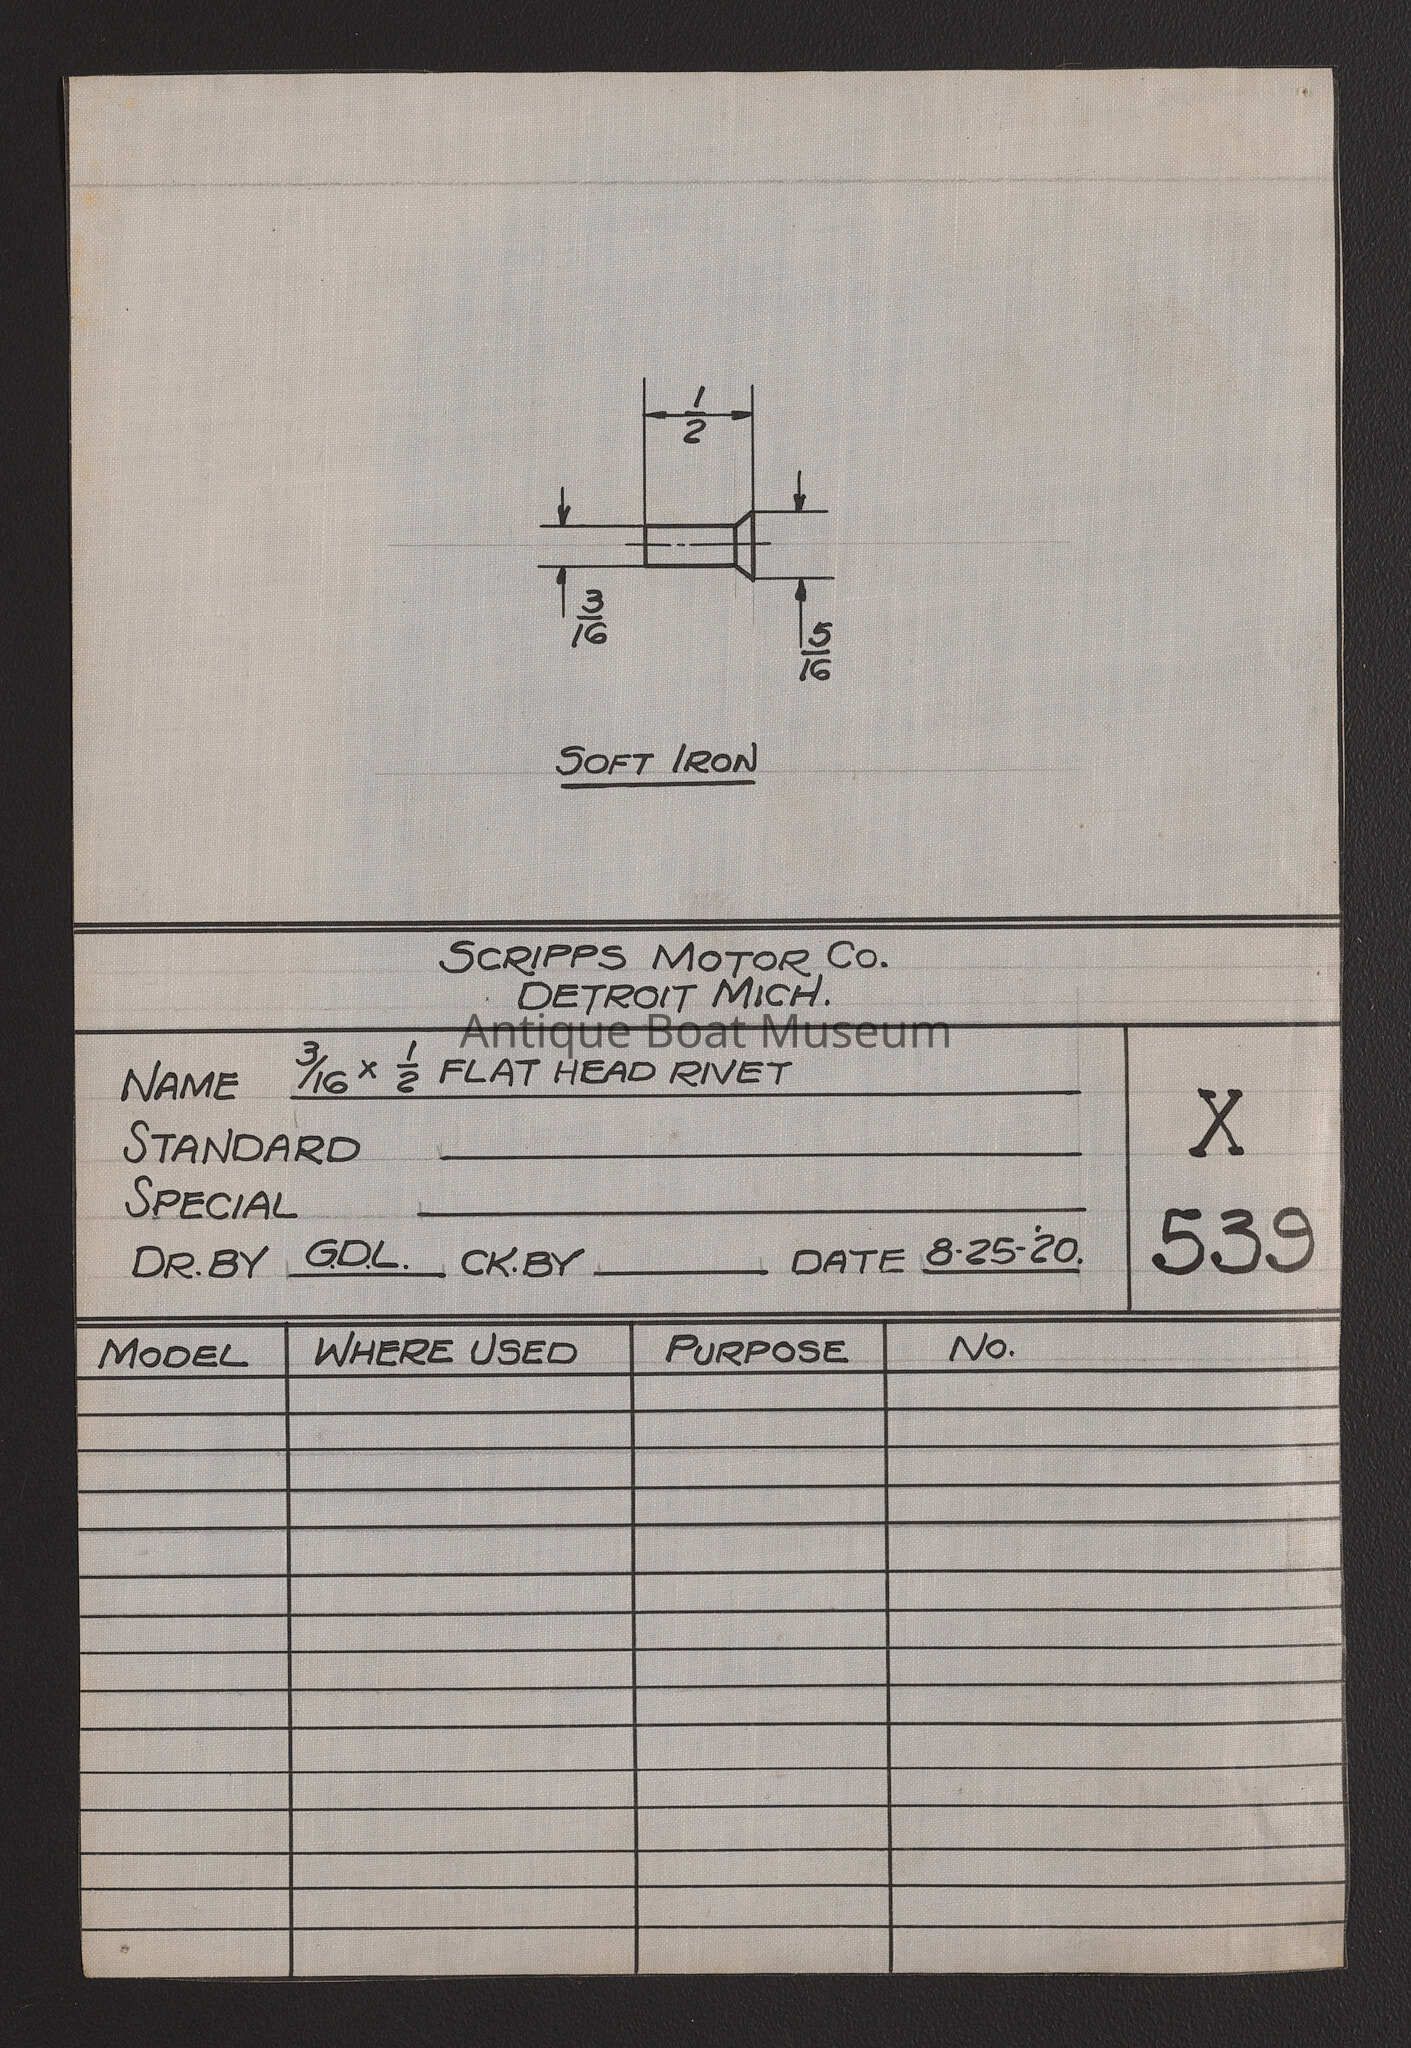 1/2
3/16
5/16
SOFT IRON
SCRIPPS MOTOR CO.
DETROIT MICH.
Antique Boat Museum
NAME 3/16 x 1/2 FLAT HEAD RIVET
X
STANDARD
SPECIAL
539
DR. BY G.D.L. CK. BY DATE 8-25-'20.
MODEL WHERE USED PURPOSE NO.